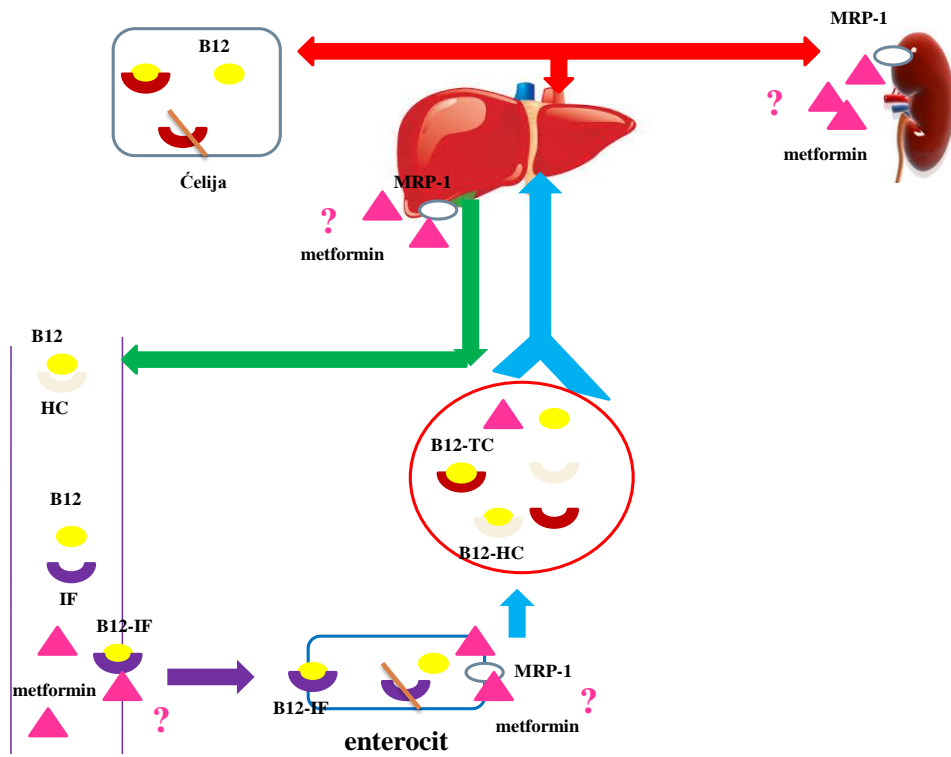 B12
Ćelija
MRP-1
?
metformin
MRP-1
?
metformin
B12
HC
B12
IF
B12-IF
metformin
?
B12-TC
B12-HC
B12-IF
enterocit
MRP-1
?
metformin